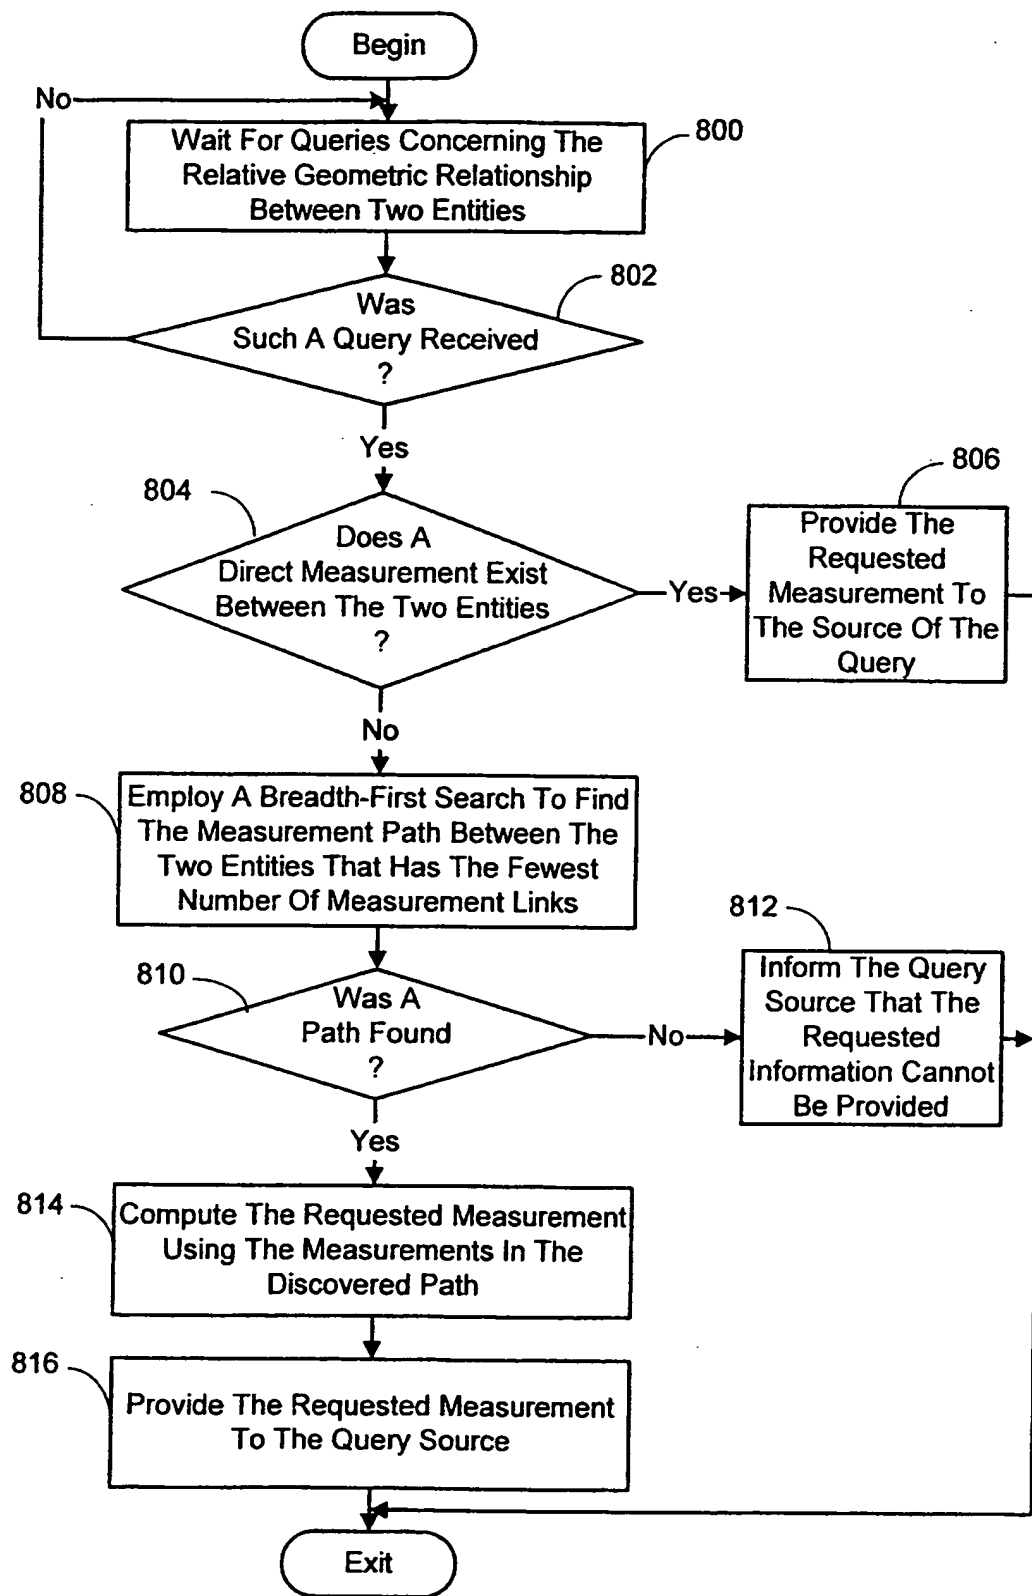 Begin
No
Wait For Queries Concerning The
Relative Geometric Relationship
Between Two Entities
800
802
Was
Such A Query Received
?
Yes
804
Does A
Direct Measurement Exist
Between The Two Entities
?
Yes
806
Provide The
Requested
Measurement To
The Source Of The
Query
No
808
Employ A Breadth-First Search To Find
The Measurement Path Between The
Two Entities That Has The Fewest
Number Of Measurement Links
810
Was A
Path Found
?
No
812
Inform The Query
Source That The
Requested
Information Cannot
Be Provided
Yes
814
Compute The Requested Measurement
Using The Measurements In The
Discovered Path
816
Provide The Requested Measurement
To The Query Source
Exit